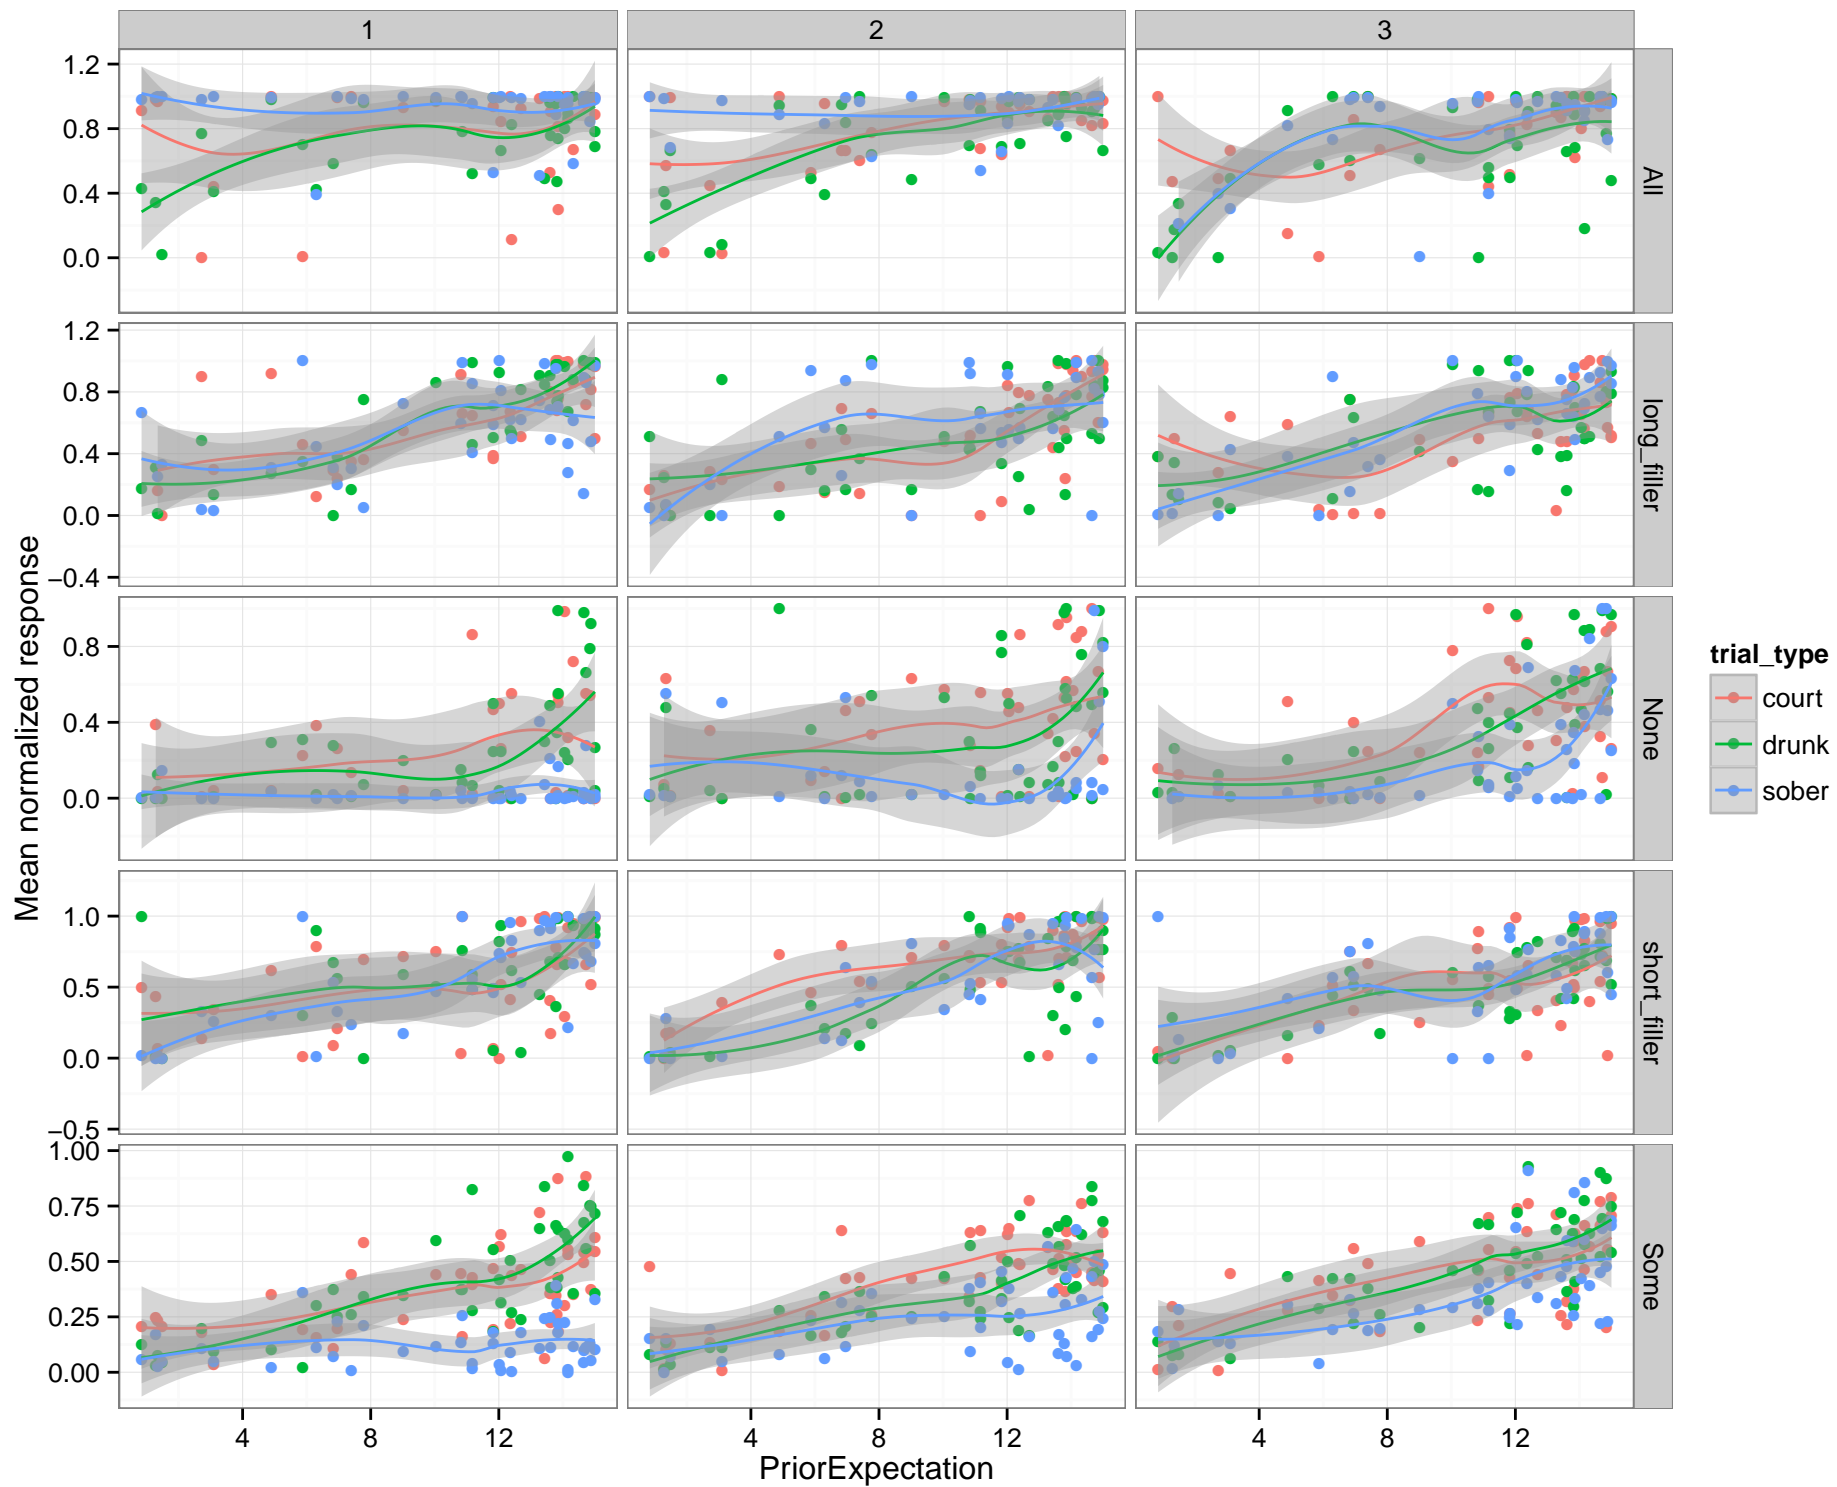 1 2 3
1.2
0.8
0.4
0.0
All
1.2
0.8
0.4
0.0
−0.4
long_filler
0.8
0.4
0.0
None
1.0
0.5
0.0
−0.5
short_filler
1.00
0.75
0.50
0.25
0.00
Some
4 8 12 4 8 12 4 8 12
PriorExpectation
Mean normalized response
trial_type
court
drunk
sober